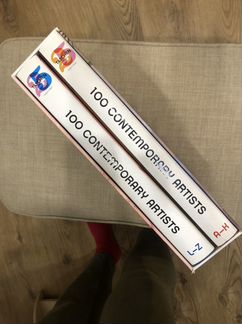 100 CONTEMPORARY ARTISTS
A-K
100 CONTEMPORARY ARTISTS
L-Z